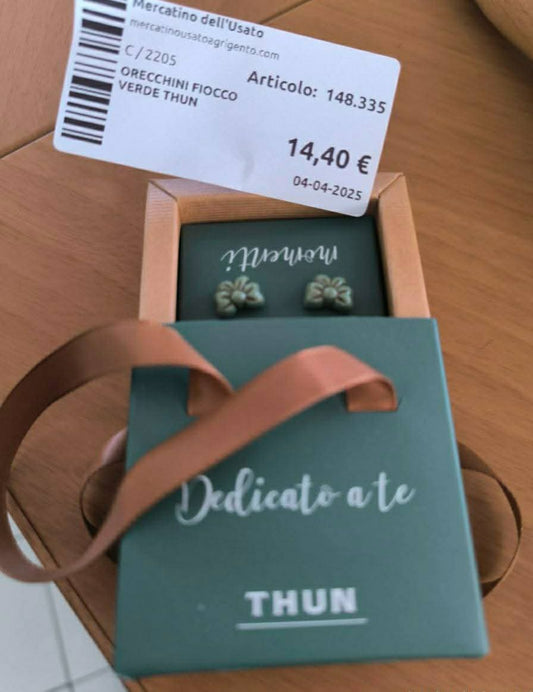 Mercatino dell'Usato
mercatinousatoagrigento.com
C/2205
Articolo: 148.335
ORECCHINI FIOCCO
VERDE THUN
14,40 €
04-04-2025
momenti
Dedicato a te
THUN